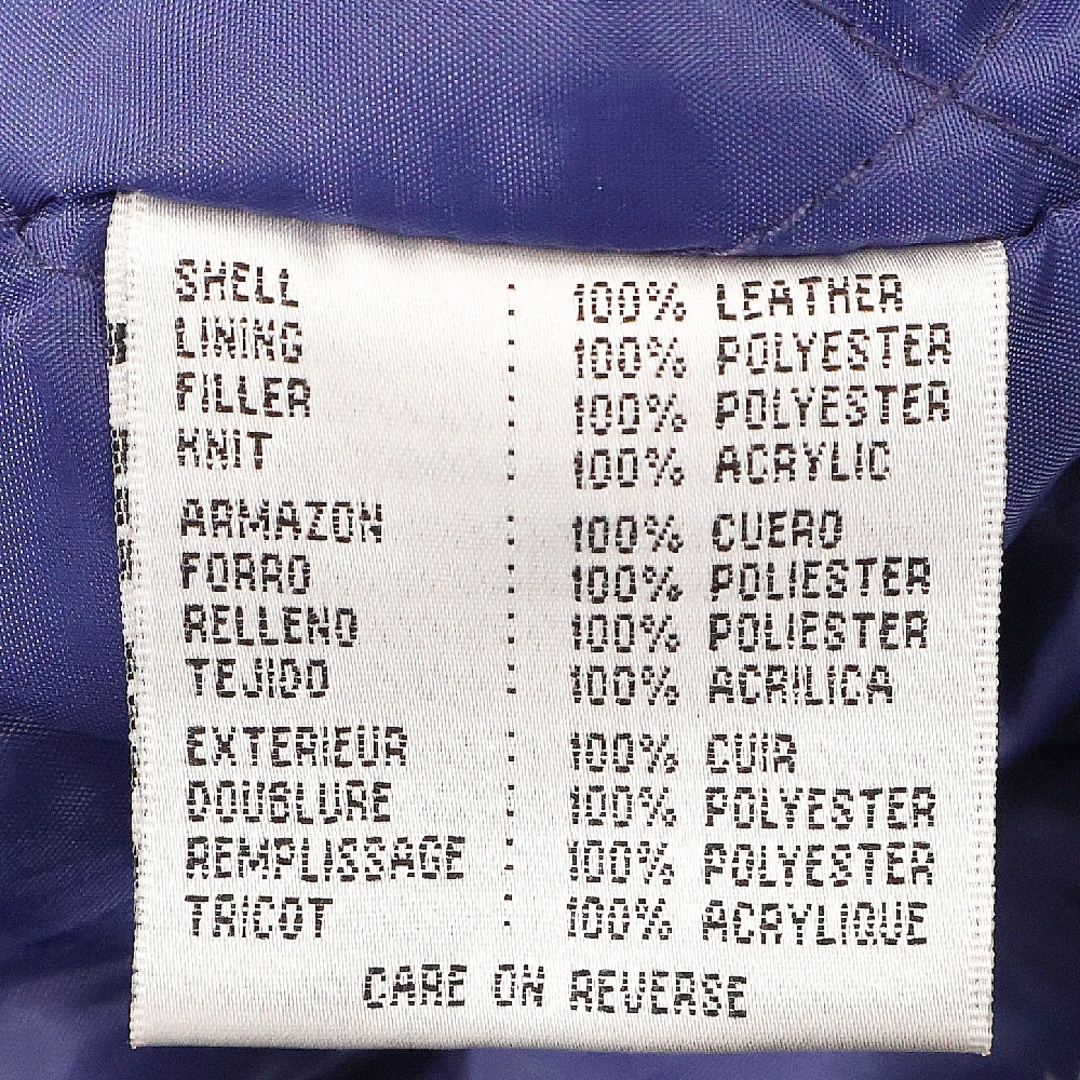 SHELL : 100% LEATHER
LINING : 100% POLYESTER
FILLER : 100% POLYESTER
KNIT : 100% ACRYLIC
ARMAZON : 100% CUERO
FORRO : 100% POLIESTER
RELLENO : 100% POLIESTER
TEJIDO : 100% ACRILICA
EXTERIEUR : 100% CUIR
DOUBLURE : 100% POLYESTER
REMPLISSAGE : 100% POLYESTER
TRICOT : 100% ACRYLIQUE
CARE ON REVERSE